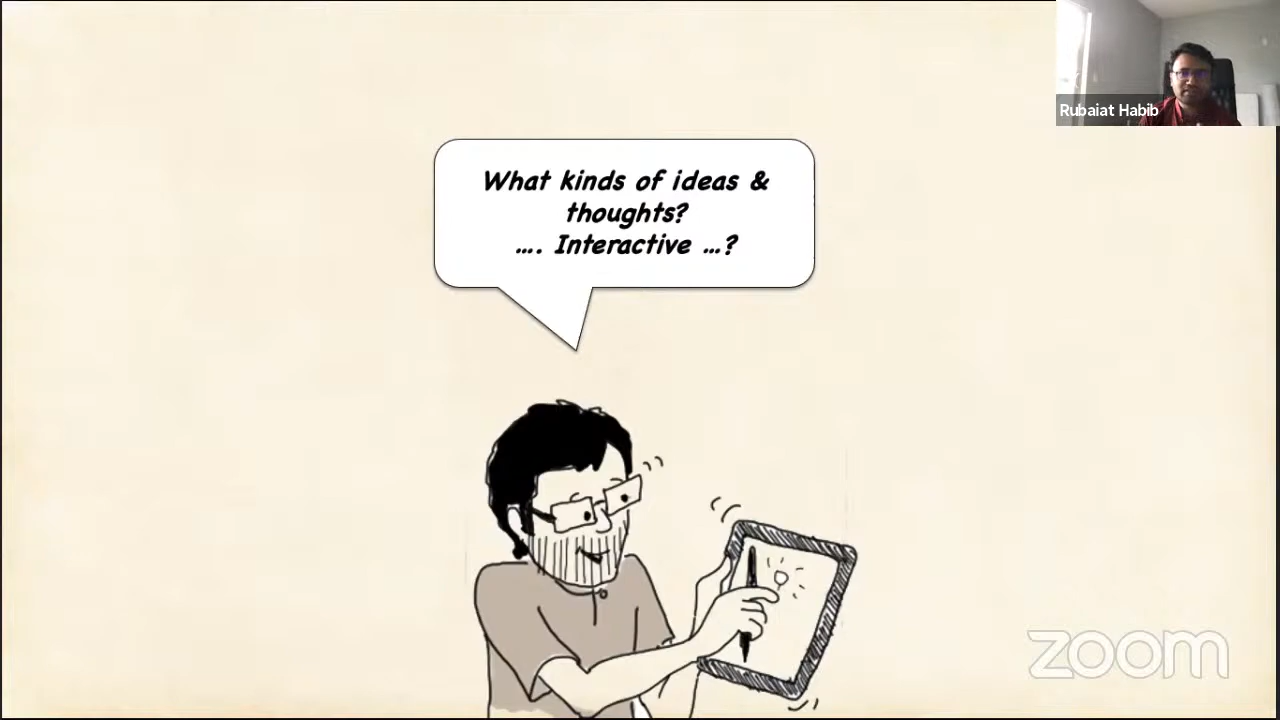 Rubaiat Habib
What kinds of ideas &
thoughts?
.... Interactive ...?
zoom